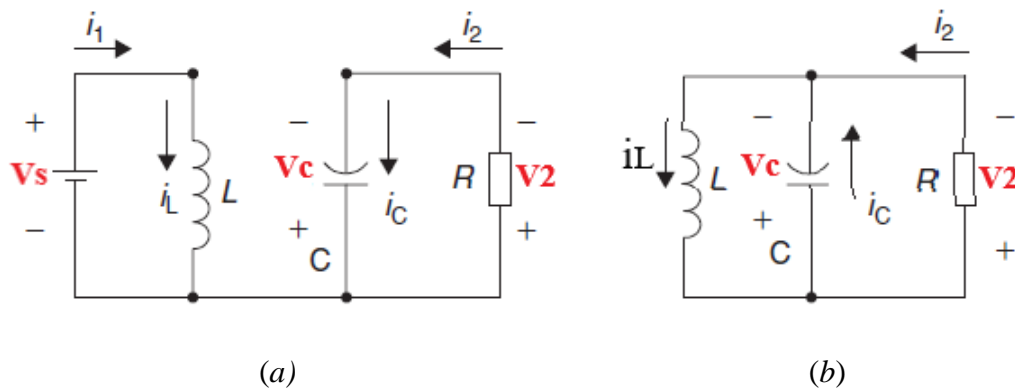 i1 i2 i2
+ − − − −
Vs iL L Vc iC R V2 iL L Vc iC R V2
− + C + + C +
(a) (b)